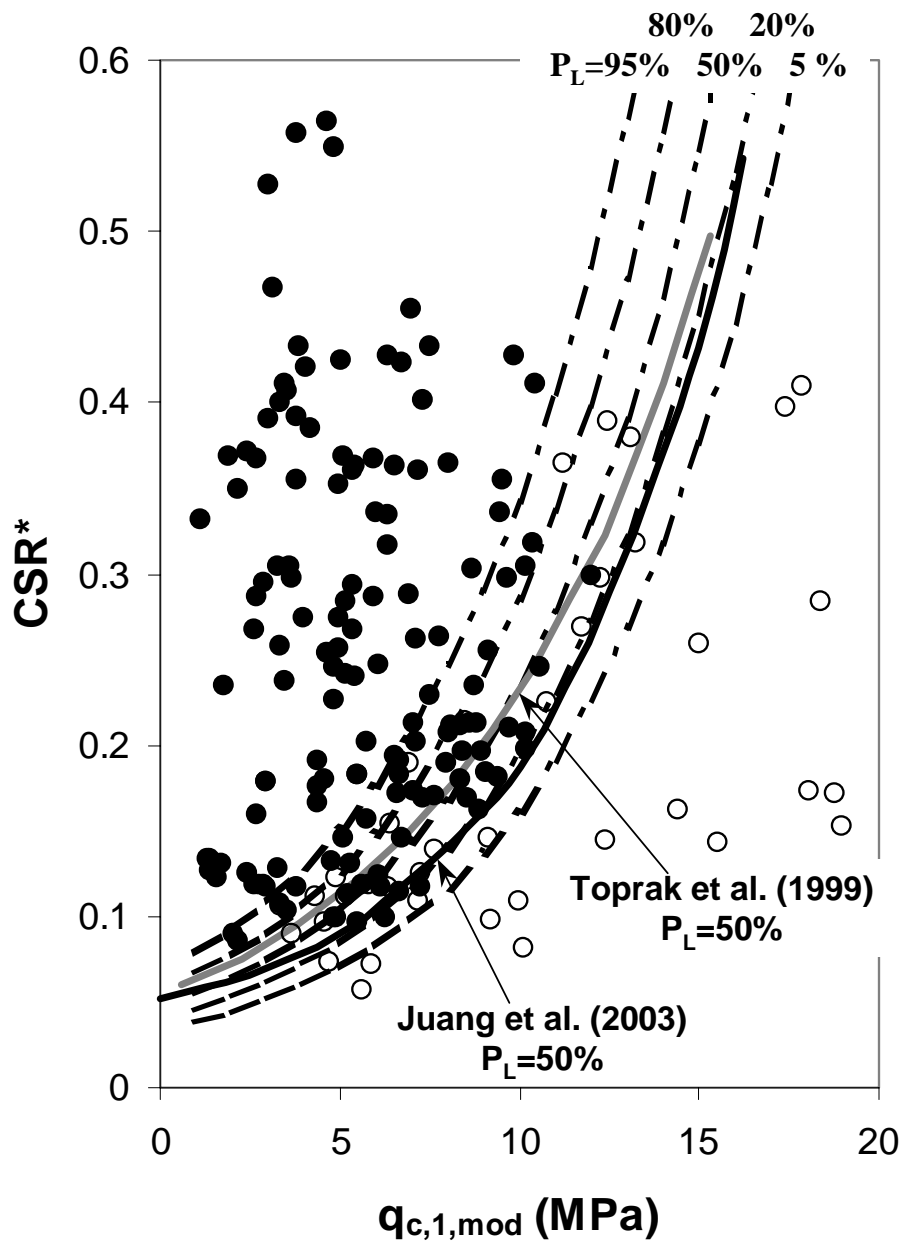 80% 20%
P_L=95% 50% 5 %
0.6
0.5
0.4
0.3
0.2
0.1
0
CSR*
Toprak et al. (1999)
P_L=50%
Juang et al. (2003)
P_L=50%
0 5 10 15 20
q_c,1,mod (MPa)